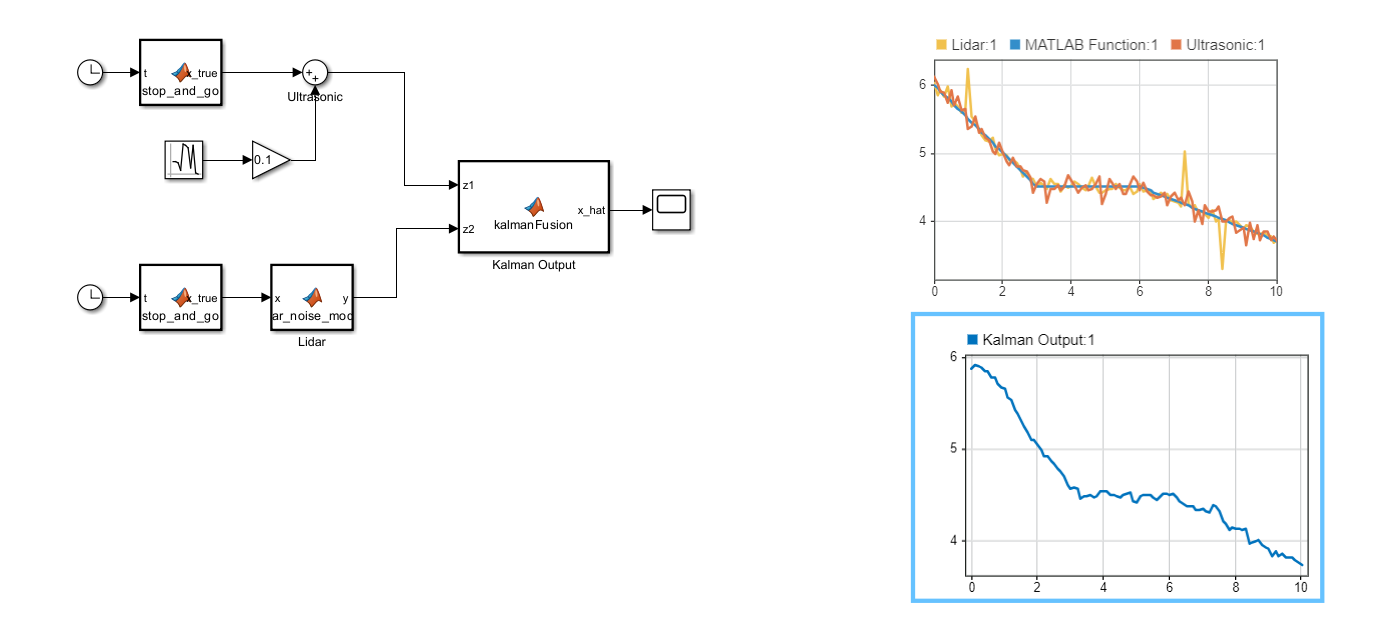 t
x_true
stop_and_go
++
Ultrasonic
0.1
z1
z2
x_hat
kalmanFusion
Kalman Output
t
x_true
stop_and_go
x
y
ar_noise_mod
Lidar
Lidar:1 MATLAB Function:1 Ultrasonic:1
6
5
4
0 2 4 6 8 10
Kalman Output:1
6
5
4
0 2 4 6 8 10